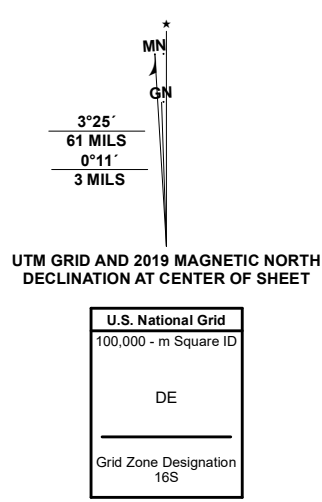 MN
GN
3°25´
61 MILS
0°11´
3 MILS
UTM GRID AND 2019 MAGNETIC NORTH
DECLINATION AT CENTER OF SHEET
U.S. National Grid
100,000 - m Square ID
DE
Grid Zone Designation
16S